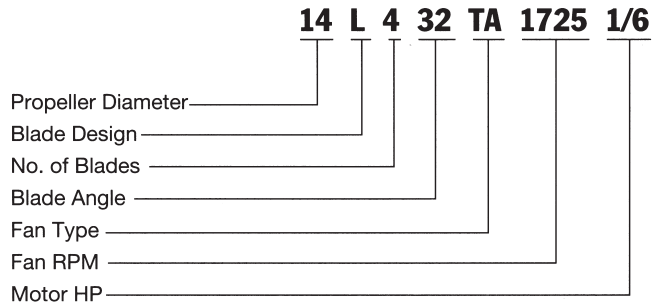 14 L 4 32 TA 1725 1/6
Propeller Diameter
Blade Design
No. of Blades
Blade Angle
Fan Type
Fan RPM
Motor HP